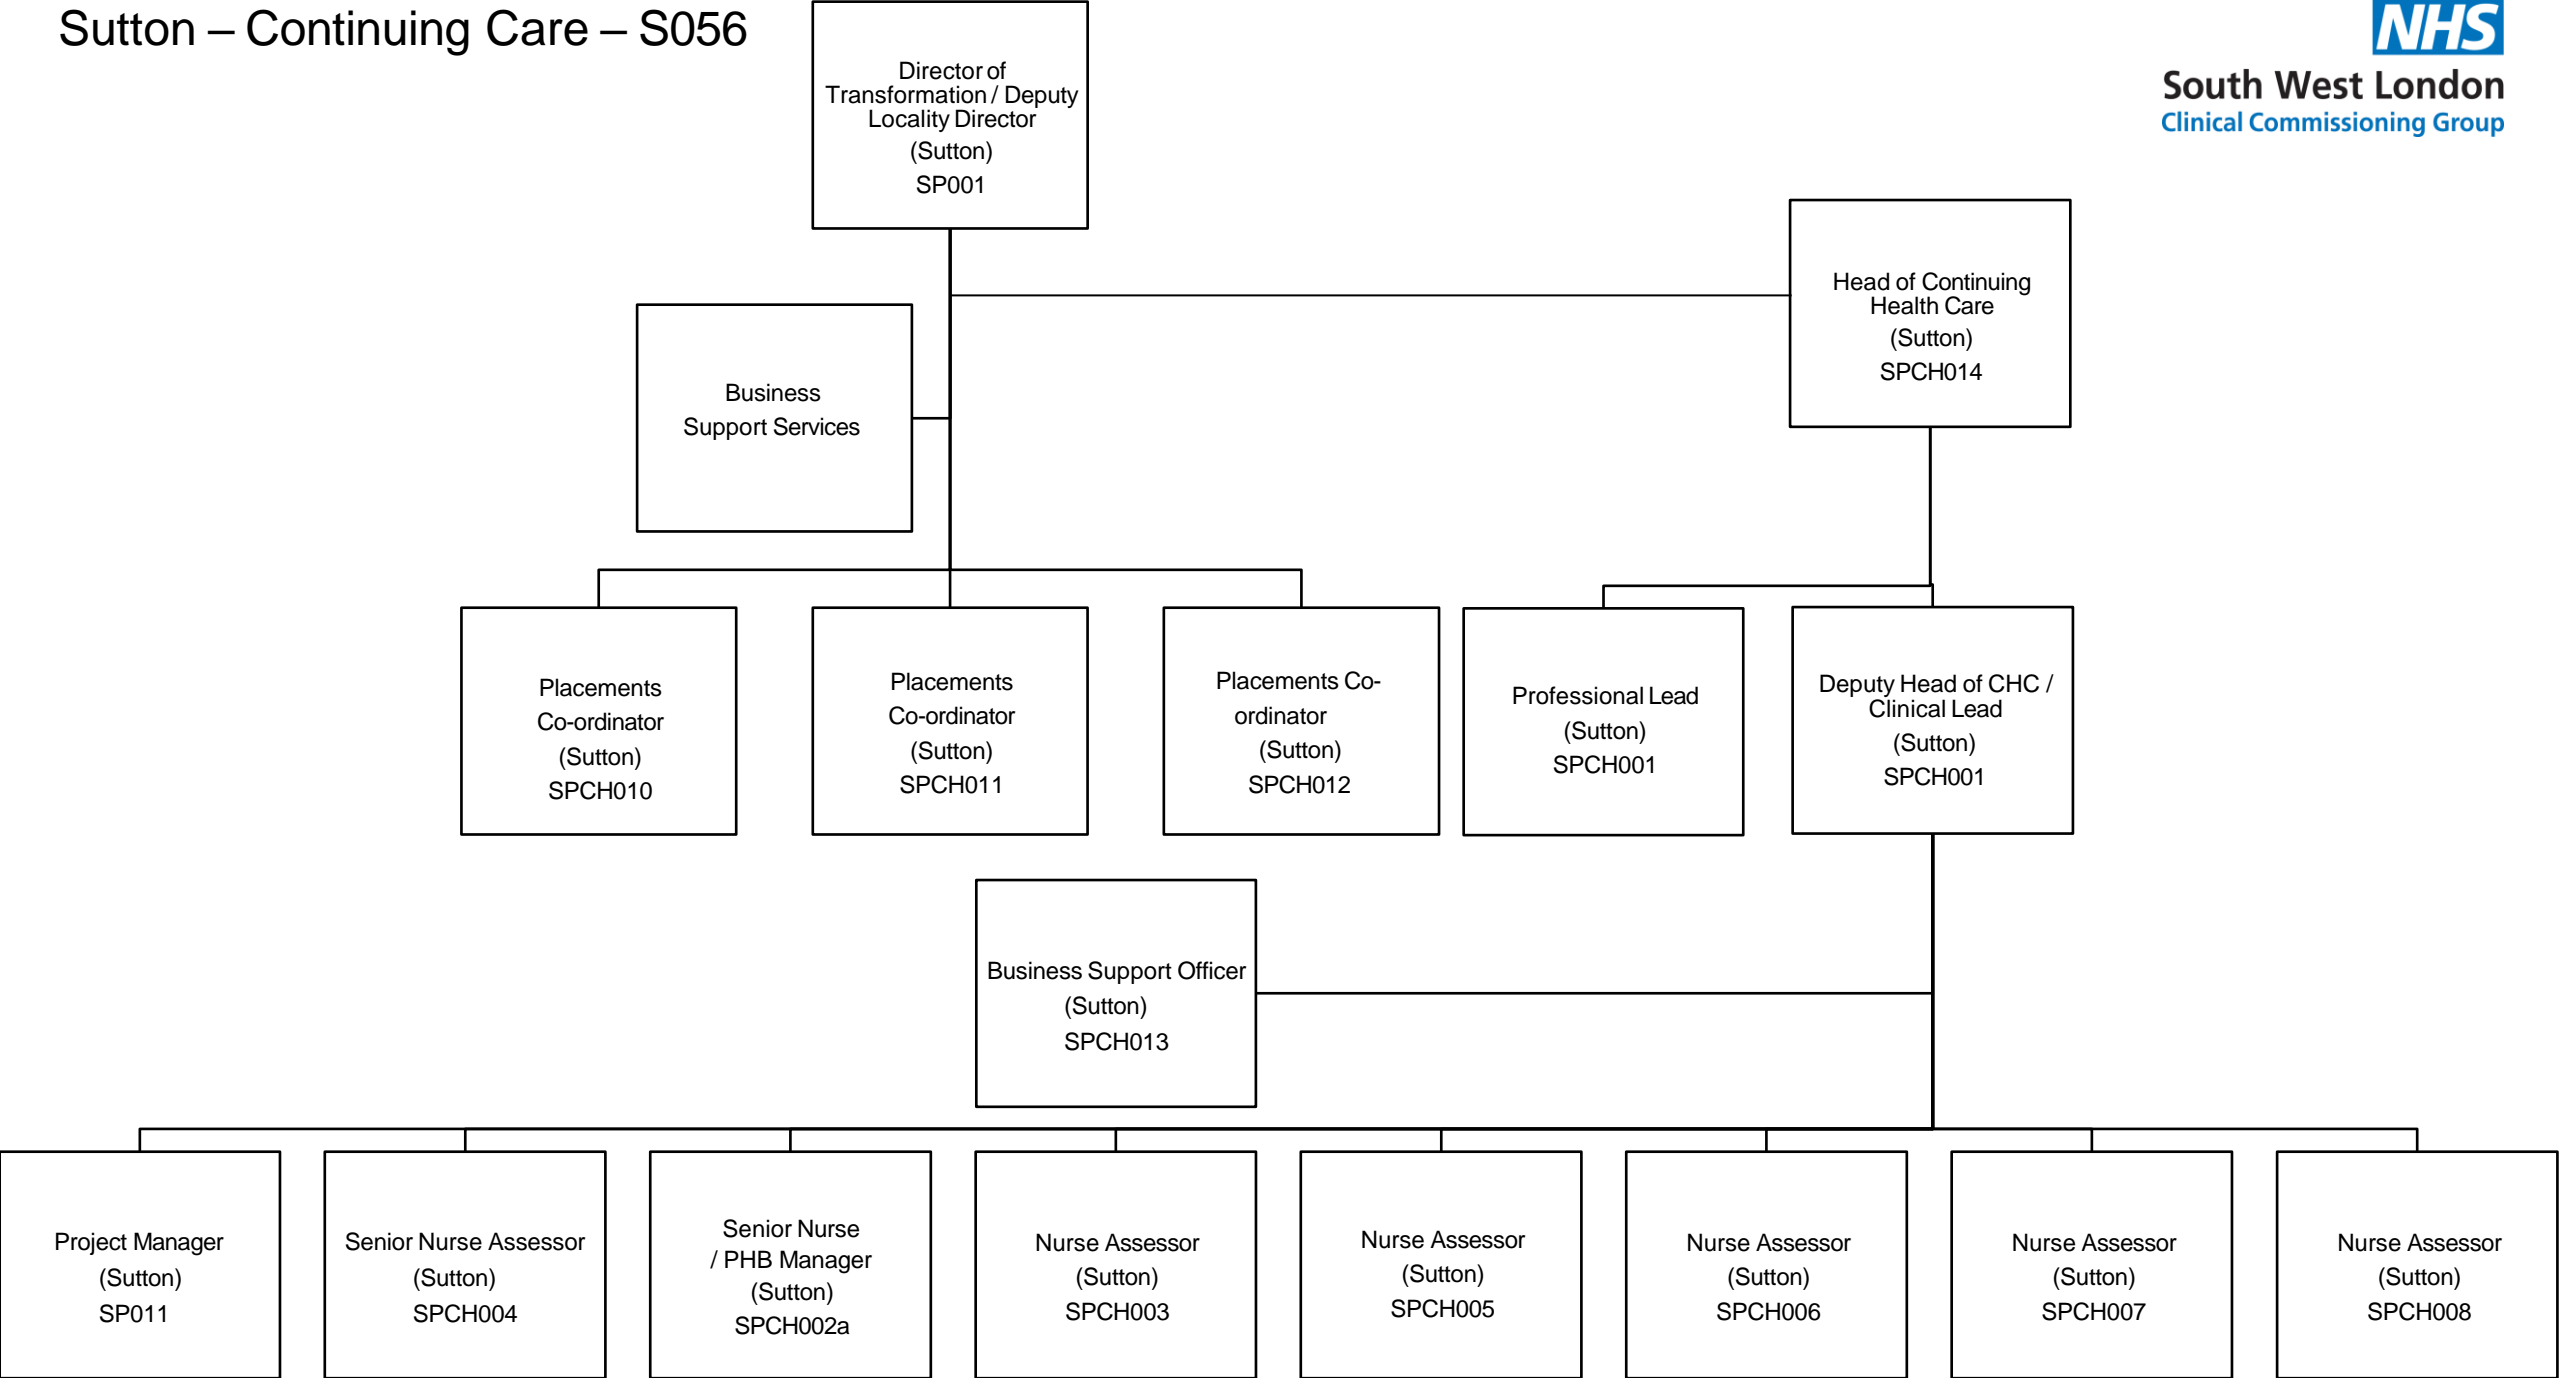 Sutton – Continuing Care – S056
NHS
South West London
Clinical Commissioning Group
Director of
Transformation / Deputy
Locality Director
(Sutton)
SP001
Head of Continuing
Health Care
(Sutton)
SPCH014
Business
Support Services
Placements
Co-ordinator
(Sutton)
SPCH010
Placements
Co-ordinator
(Sutton)
SPCH011
Placements Co-
ordinator
(Sutton)
SPCH012
Professional Lead
(Sutton)
SPCH001
Deputy Head of CHC /
Clinical Lead
(Sutton)
SPCH001
Business Support Officer
(Sutton)
SPCH013
Project Manager
(Sutton)
SP011
Senior Nurse Assessor
(Sutton)
SPCH004
Senior Nurse
/ PHB Manager
(Sutton)
SPCH002a
Nurse Assessor
(Sutton)
SPCH003
Nurse Assessor
(Sutton)
SPCH005
Nurse Assessor
(Sutton)
SPCH006
Nurse Assessor
(Sutton)
SPCH007
Nurse Assessor
(Sutton)
SPCH008